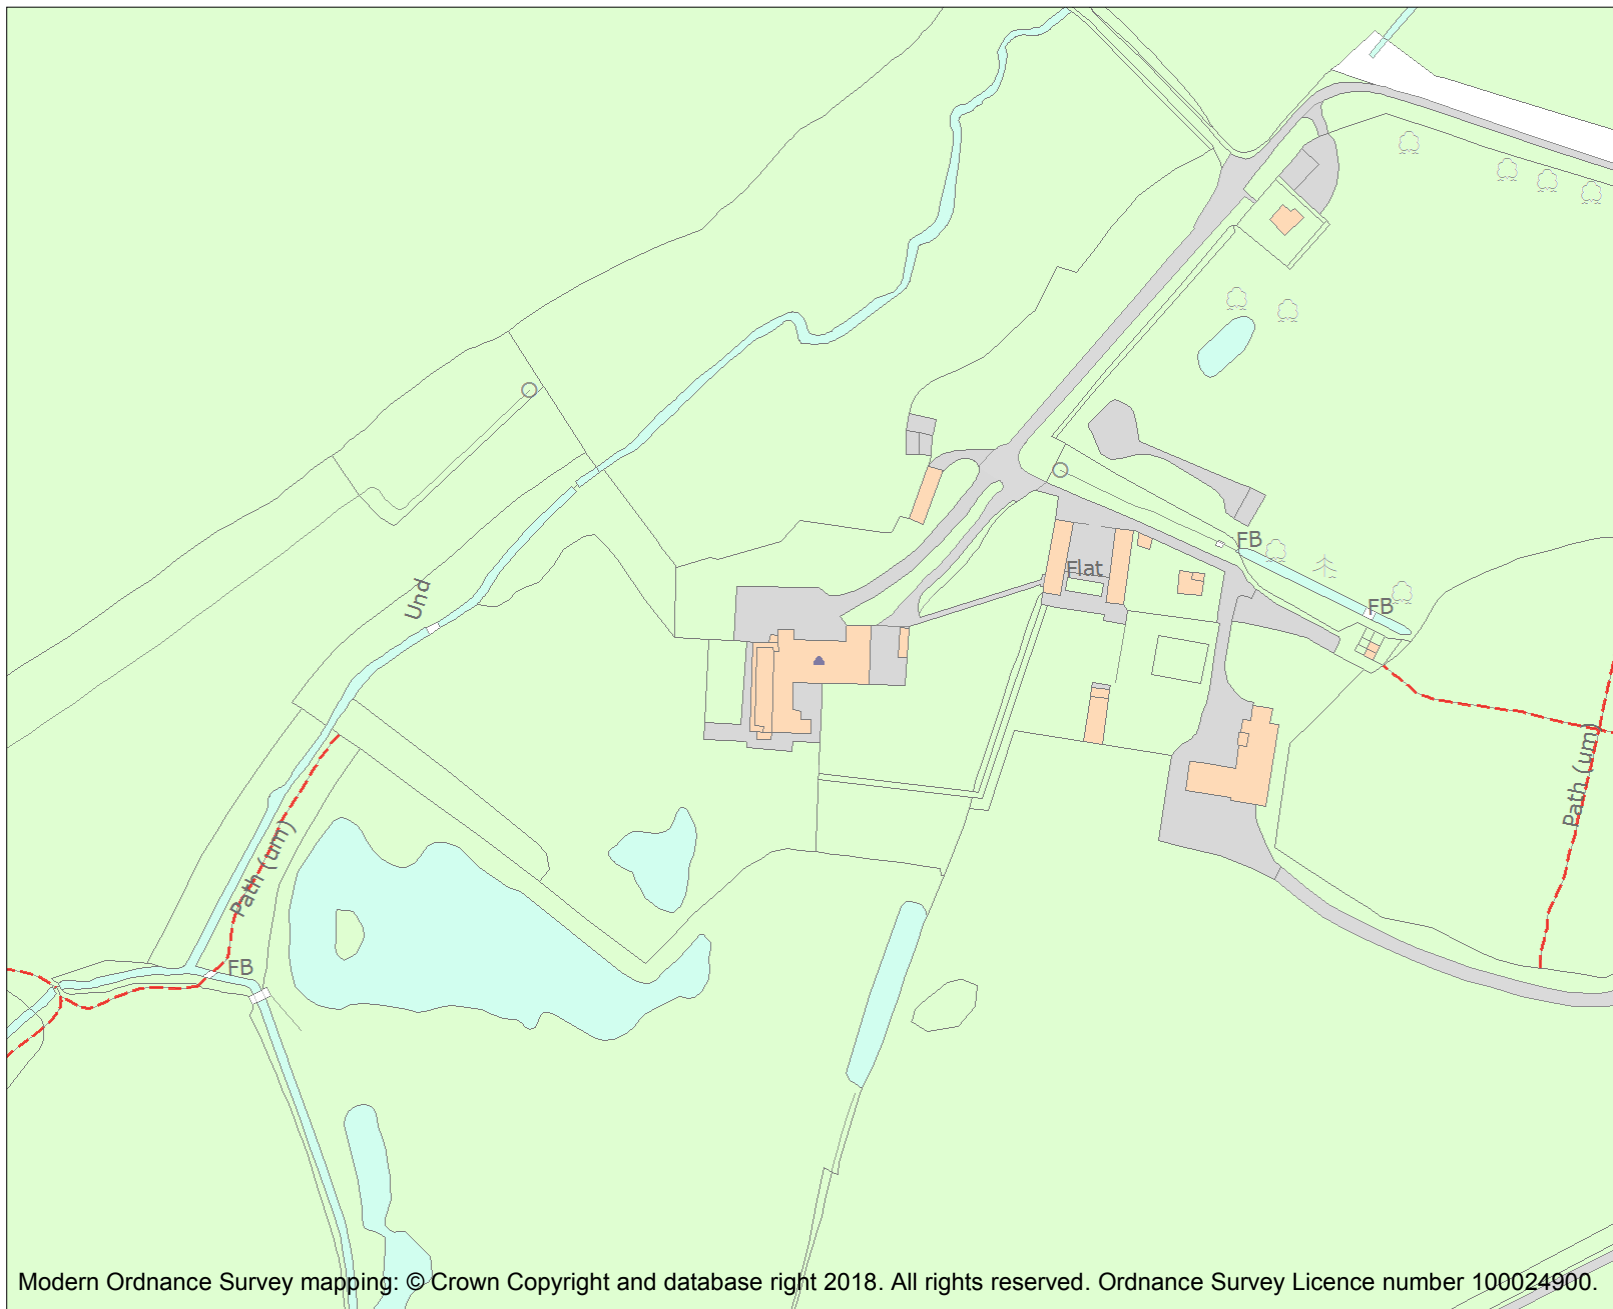 FB
Flat
Und
FB
Path (um)
Path (um)
FB
Modern Ordnance Survey mapping: © Crown Copyright and database right 2018. All rights reserved. Ordnance Survey Licence number 100024900.